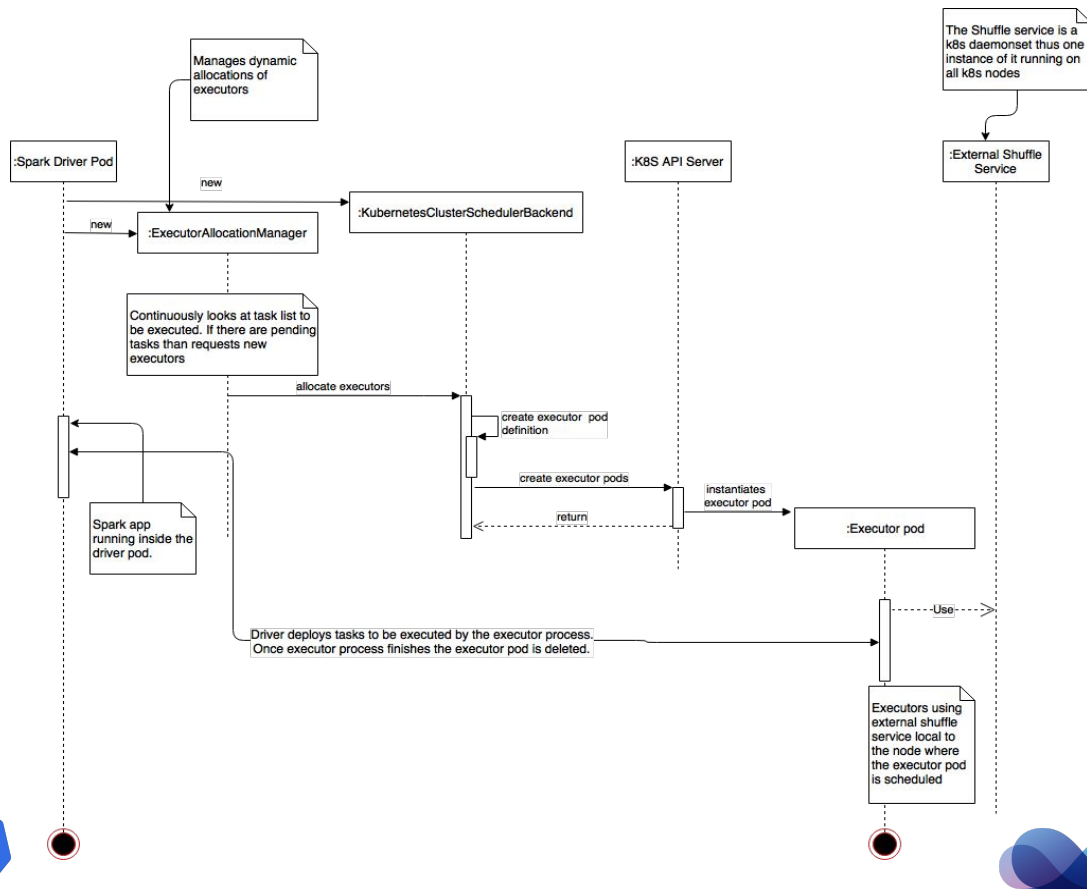 The Shuffle service is a
k8s daemonset thus one
instance of it running on
all k8s nodes
Manages dynamic
allocations of
executors
:Spark Driver Pod
:K8S API Server
:External Shuffle
Service
new
:KubernetesClusterSchedulerBackend
new
:ExecutorAllocationManager
Continuously looks at task list to
be executed. If there are pending
tasks than requests new
executors
allocate executors
create executor pod
definition
create executor pods
instantiates
executor pod
return
:Executor pod
Spark app
running inside the
driver pod.
Use
Driver deploys tasks to be executed by the executor process.
Once executor process finishes the executor pod is deleted.
Executors using
external shuffle
service local to
the node where
the executor pod
is scheduled